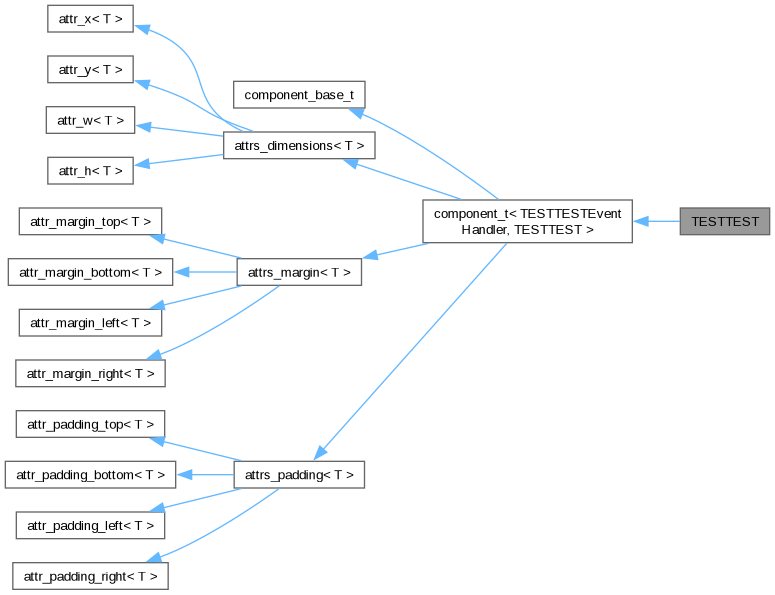 attr_x< T >
attr_y< T >
component_base_t
attr_w< T >
attrs_dimensions< T >
attr_h< T >
component_t< TESTTESTEvent
Handler, TESTTEST >
TESTTEST
attr_margin_top< T >
attr_margin_bottom< T >
attrs_margin< T >
attr_margin_left< T >
attr_margin_right< T >
attr_padding_top< T >
attr_padding_bottom< T >
attrs_padding< T >
attr_padding_left< T >
attr_padding_right< T >